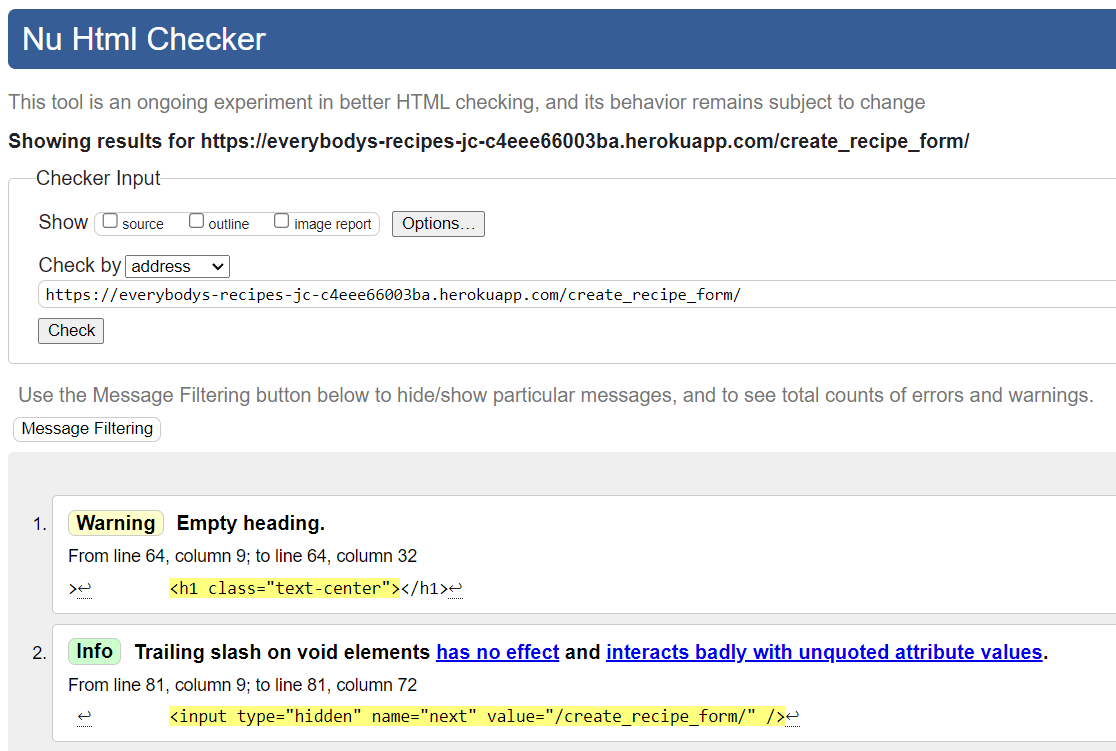 Nu Html Checker
This tool is an ongoing experiment in better HTML checking, and its behavior remains subject to change
Showing results for https://everybodys-recipes-jc-c4eee66003ba.herokuapp.com/create_recipe_form/
Checker Input
Show source outline image report Options...
Check by address
https://everybodys-recipes-jc-c4eee66003ba.herokuapp.com/create_recipe_form/
Check
Use the Message Filtering button below to hide/show particular messages, and to see total counts of errors and warnings.
Message Filtering
1. Warning Empty heading.
From line 64, column 9; to line 64, column 32
>↩ <h1 class="text-center"></h1>↩
2. Info Trailing slash on void elements has no effect and interacts badly with unquoted attribute values.
From line 81, column 9; to line 81, column 72
↩ <input type="hidden" name="next" value="/create_recipe_form/" />↩